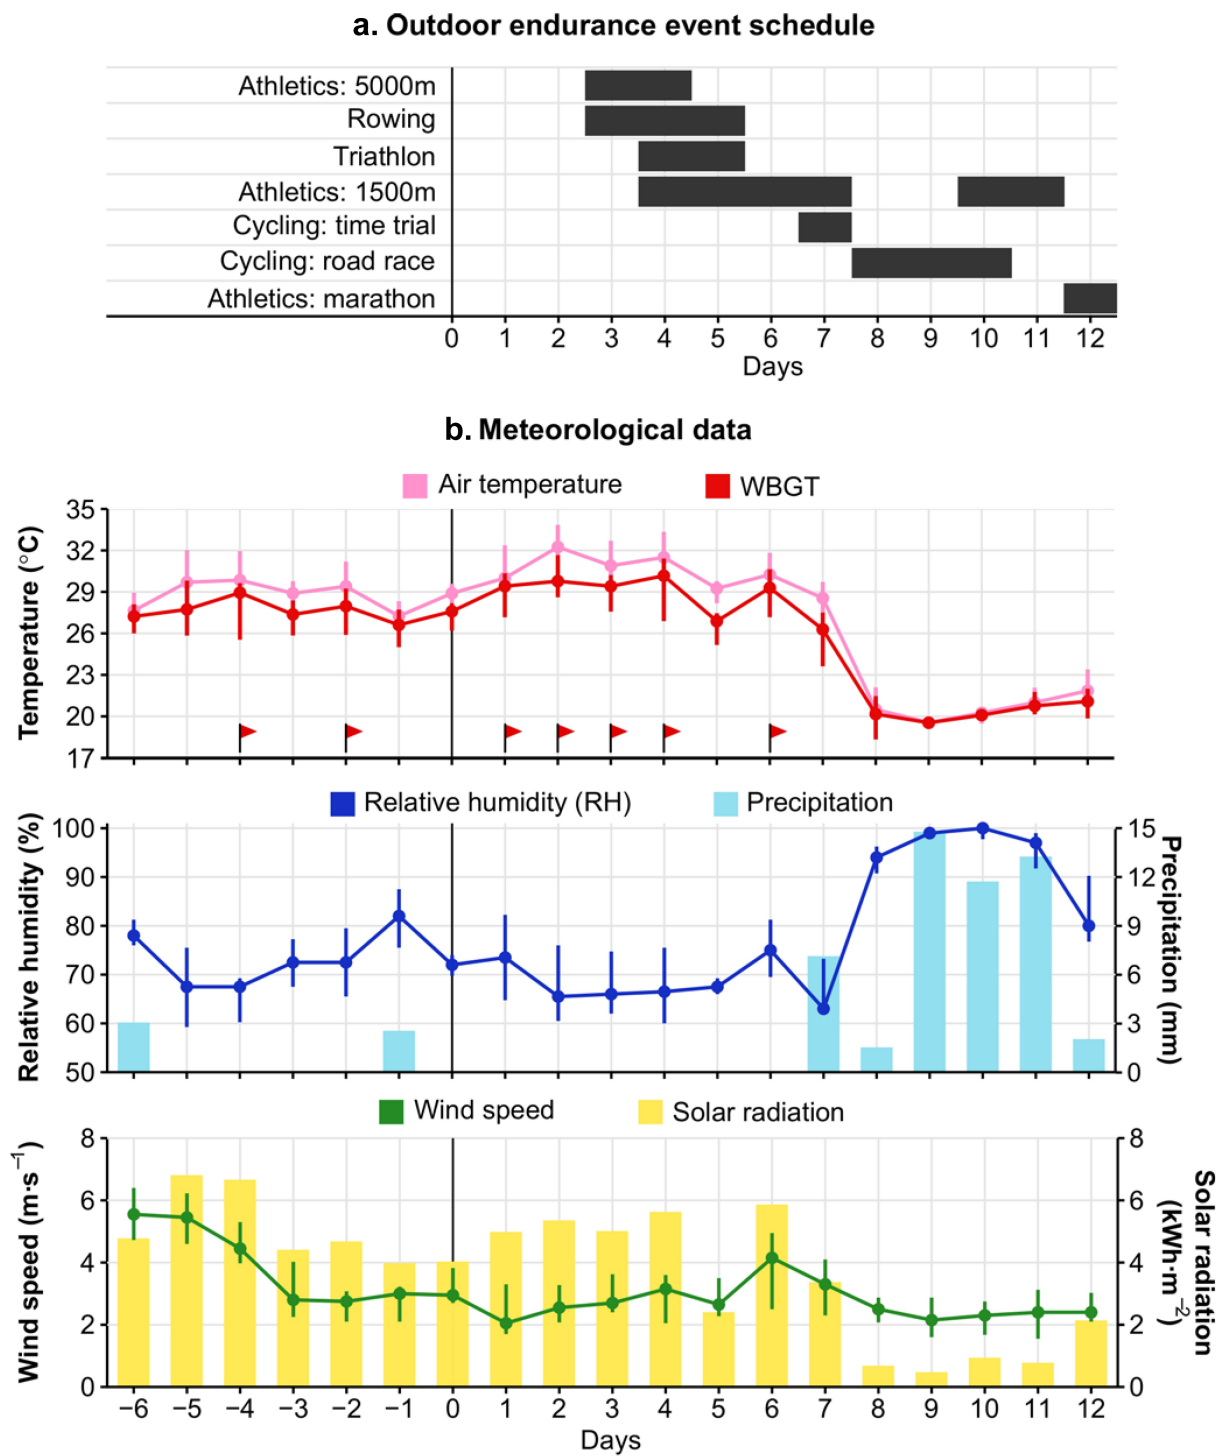 a. Outdoor endurance event schedule
Athletics: 5000m
Rowing
Triathlon
Athletics: 1500m
Cycling: time trial
Cycling: road race
Athletics: marathon
0 1 2 3 4 5 6 7 8 9 10 11 12
Days
b. Meteorological data
Air temperature WBGT
Temperature (°C)
35
32
29
26
23
20
17
Relative humidity (RH) Precipitation
Relative humidity (%)
100
90
80
70
60
50
15
12
9
6
3
0
Precipitation (mm)
Wind speed Solar radiation
Wind speed (m·s⁻¹)
8
6
4
2
0
8
6
4
2
0
Solar radiation
(kWh·m⁻²)
−6 −5 −4 −3 −2 −1 0 1 2 3 4 5 6 7 8 9 10 11 12
Days